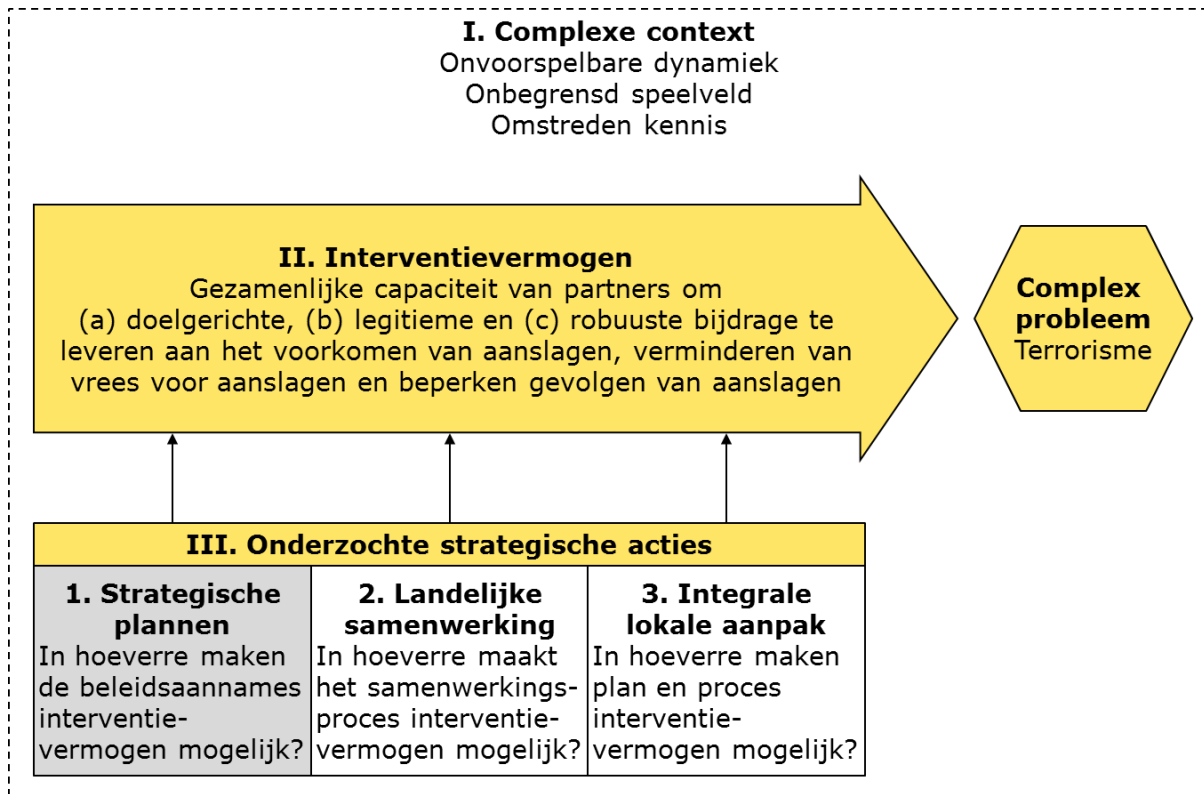 I. Complexe context
Onvoorspelbare dynamiek
Onbegrensd speelveld
Omstreden kennis
II. Interventievermogen
Gezamenlijke capaciteit van partners om
(a) doelgerichte, (b) legitieme en (c) robuuste bijdrage te
leveren aan het voorkomen van aanslagen, verminderen van
vrees voor aanslagen en beperken gevolgen van aanslagen
Complex
probleem
Terrorisme
III. Onderzochte strategische acties
1. Strategische
plannen
In hoeverre maken
de beleidsaannames
interventie-
vermogen mogelijk?
2. Landelijke
samenwerking
In hoeverre maakt
het samenwerkings-
proces interventie-
vermogen mogelijk?
3. Integrale
lokale aanpak
In hoeverre maken
plan en proces
interventie-
vermogen mogelijk?